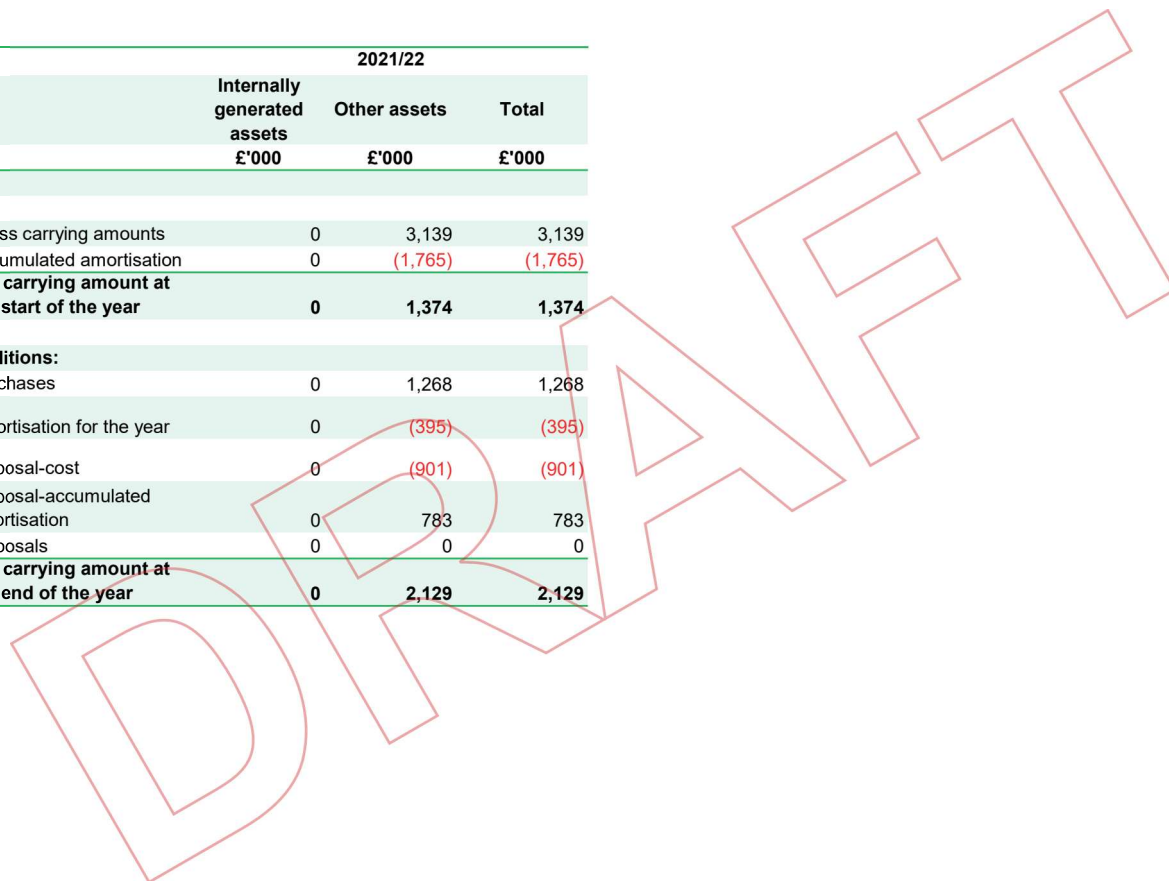 2021/22
Internally
generated
assets
Other assets
Total
£'000 £'000 £'000
ss carrying amounts 0 3,139 3,139
umulated amortisation 0 (1,765) (1,765)
carrying amount at
start of the year 0 1,374 1,374
litions:
chases 0 1,268 1,268
ortisation for the year 0 (395) (395)
posal-cost 0 (901) (901)
posal-accumulated
ortisation 0 783 783
posals 0 0 0
carrying amount at
end of the year 0 2,129 2,129
DRAFT